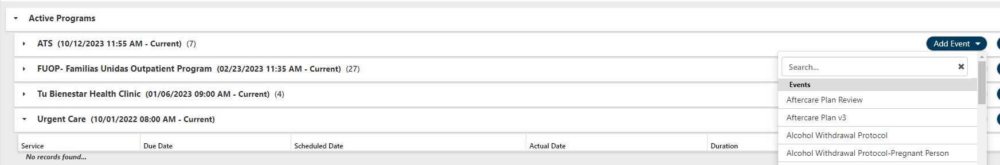 Active Programs
ATS (10/12/2023 11:55 AM - Current) (7)
Add Event
FUOP- Familias Unidas Outpatient Program (02/23/2023 11:35 AM - Current) (27)
Search...
Tu Bienestar Health Clinic (01/06/2023 09:00 AM - Current) (4)
Events
Aftercare Plan Review
Urgent Care (10/01/2022 08:00 AM - Current)
Aftercare Plan v3
Alcohol Withdrawal Protocol
Service Due Date Scheduled Date Actual Date Duration
Alcohol Withdrawal Protocol-Pregnant Person
No records found...